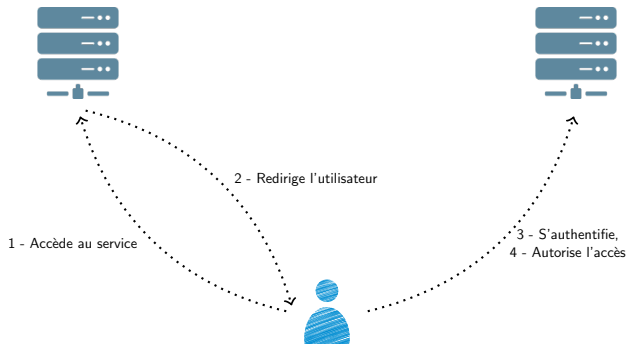 2 - Redirige l'utilisateur
1 - Accède au service
3 - S'authentifie,
4 - Autorise l'accès